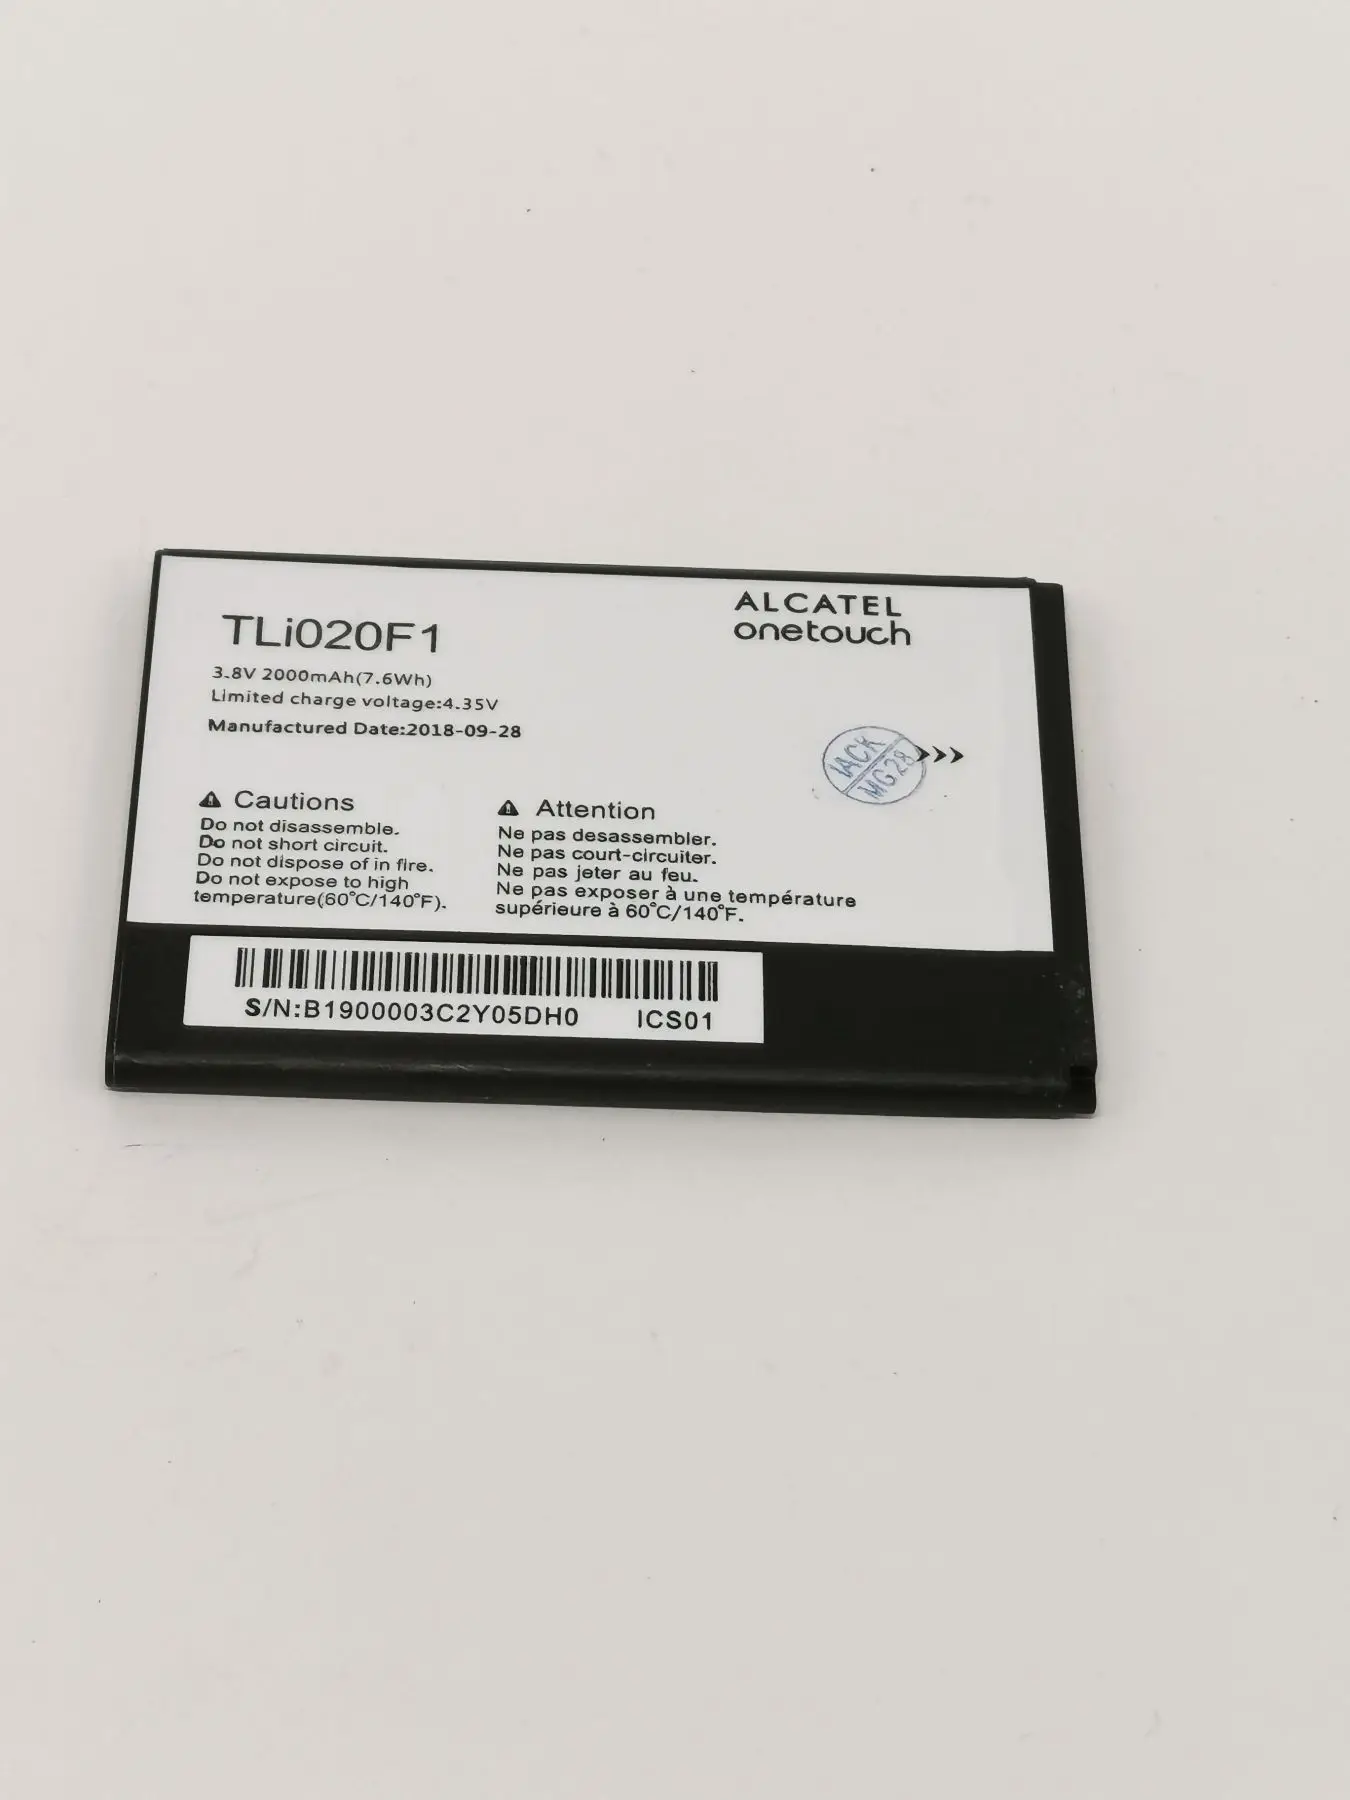 TLi020F1
3.8V 2000mAh(7.6Wh)
Limited charge voltage:4.35V
Manufactured Date:2018-09-28
ALCATEL
onetouch
JACK
MG28
>>>
Cautions
Do not disassemble.
Do not short circuit.
Do not dispose of in fire.
Do not expose to high
temperature(60°C/140°F).
Attention
Ne pas desassembler.
Ne pas court-circuiter.
Ne pas jeter au feu.
Ne pas exposer à une température
supérieure à 60°C/140°F.
S/N:B1900003C2Y05DH0 ICS01